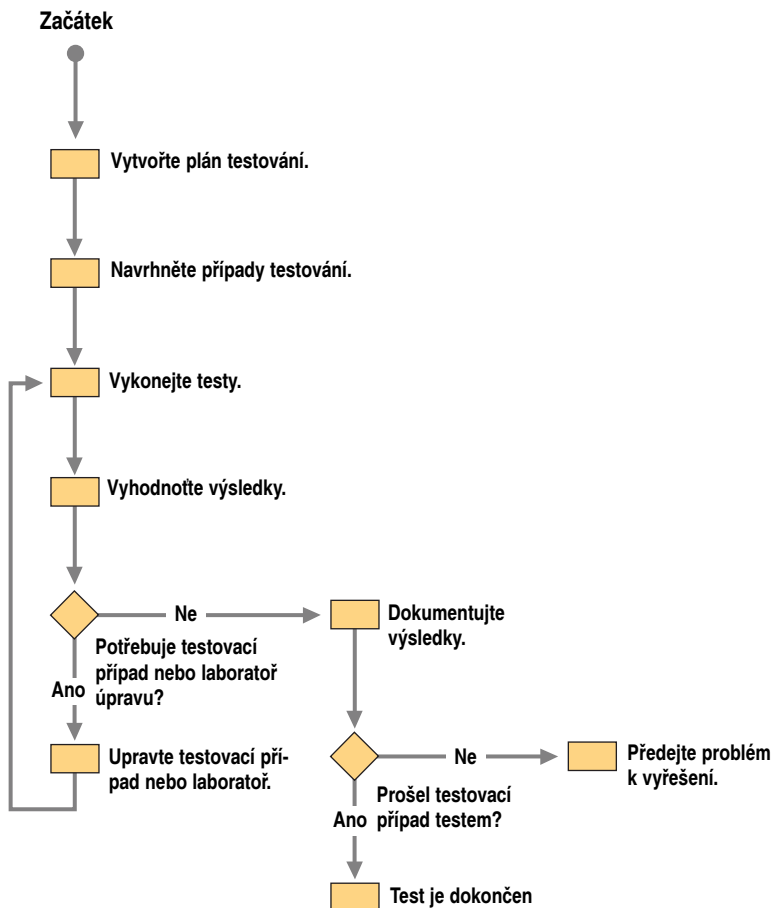 Začátek
Vytvořte plán testování.
Navrhněte případy testování.
Vykonejte testy.
Vyhodnoťte výsledky.
Ne
Dokumentujte
výsledky.
Potřebuje testovací
případ nebo laboratoř
úpravu?
Ano
Upravte testovací pří-
pad nebo laboratoř.
Ne
Předejte problém
k vyřešení.
Prošel testovací
případ testem?
Ano
Test je dokončen